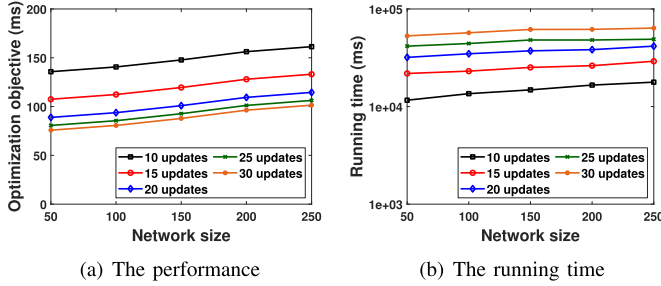 200
150
100
50
0
Optimization objective (ms)
10 updates
25 updates
15 updates
30 updates
20 updates
50 100 150 200 250
Network size
(a) The performance
1e+05
1e+04
1e+03
Running time (ms)
10 updates
25 updates
15 updates
30 updates
20 updates
50 100 150 200 250
Network size
(b) The running time